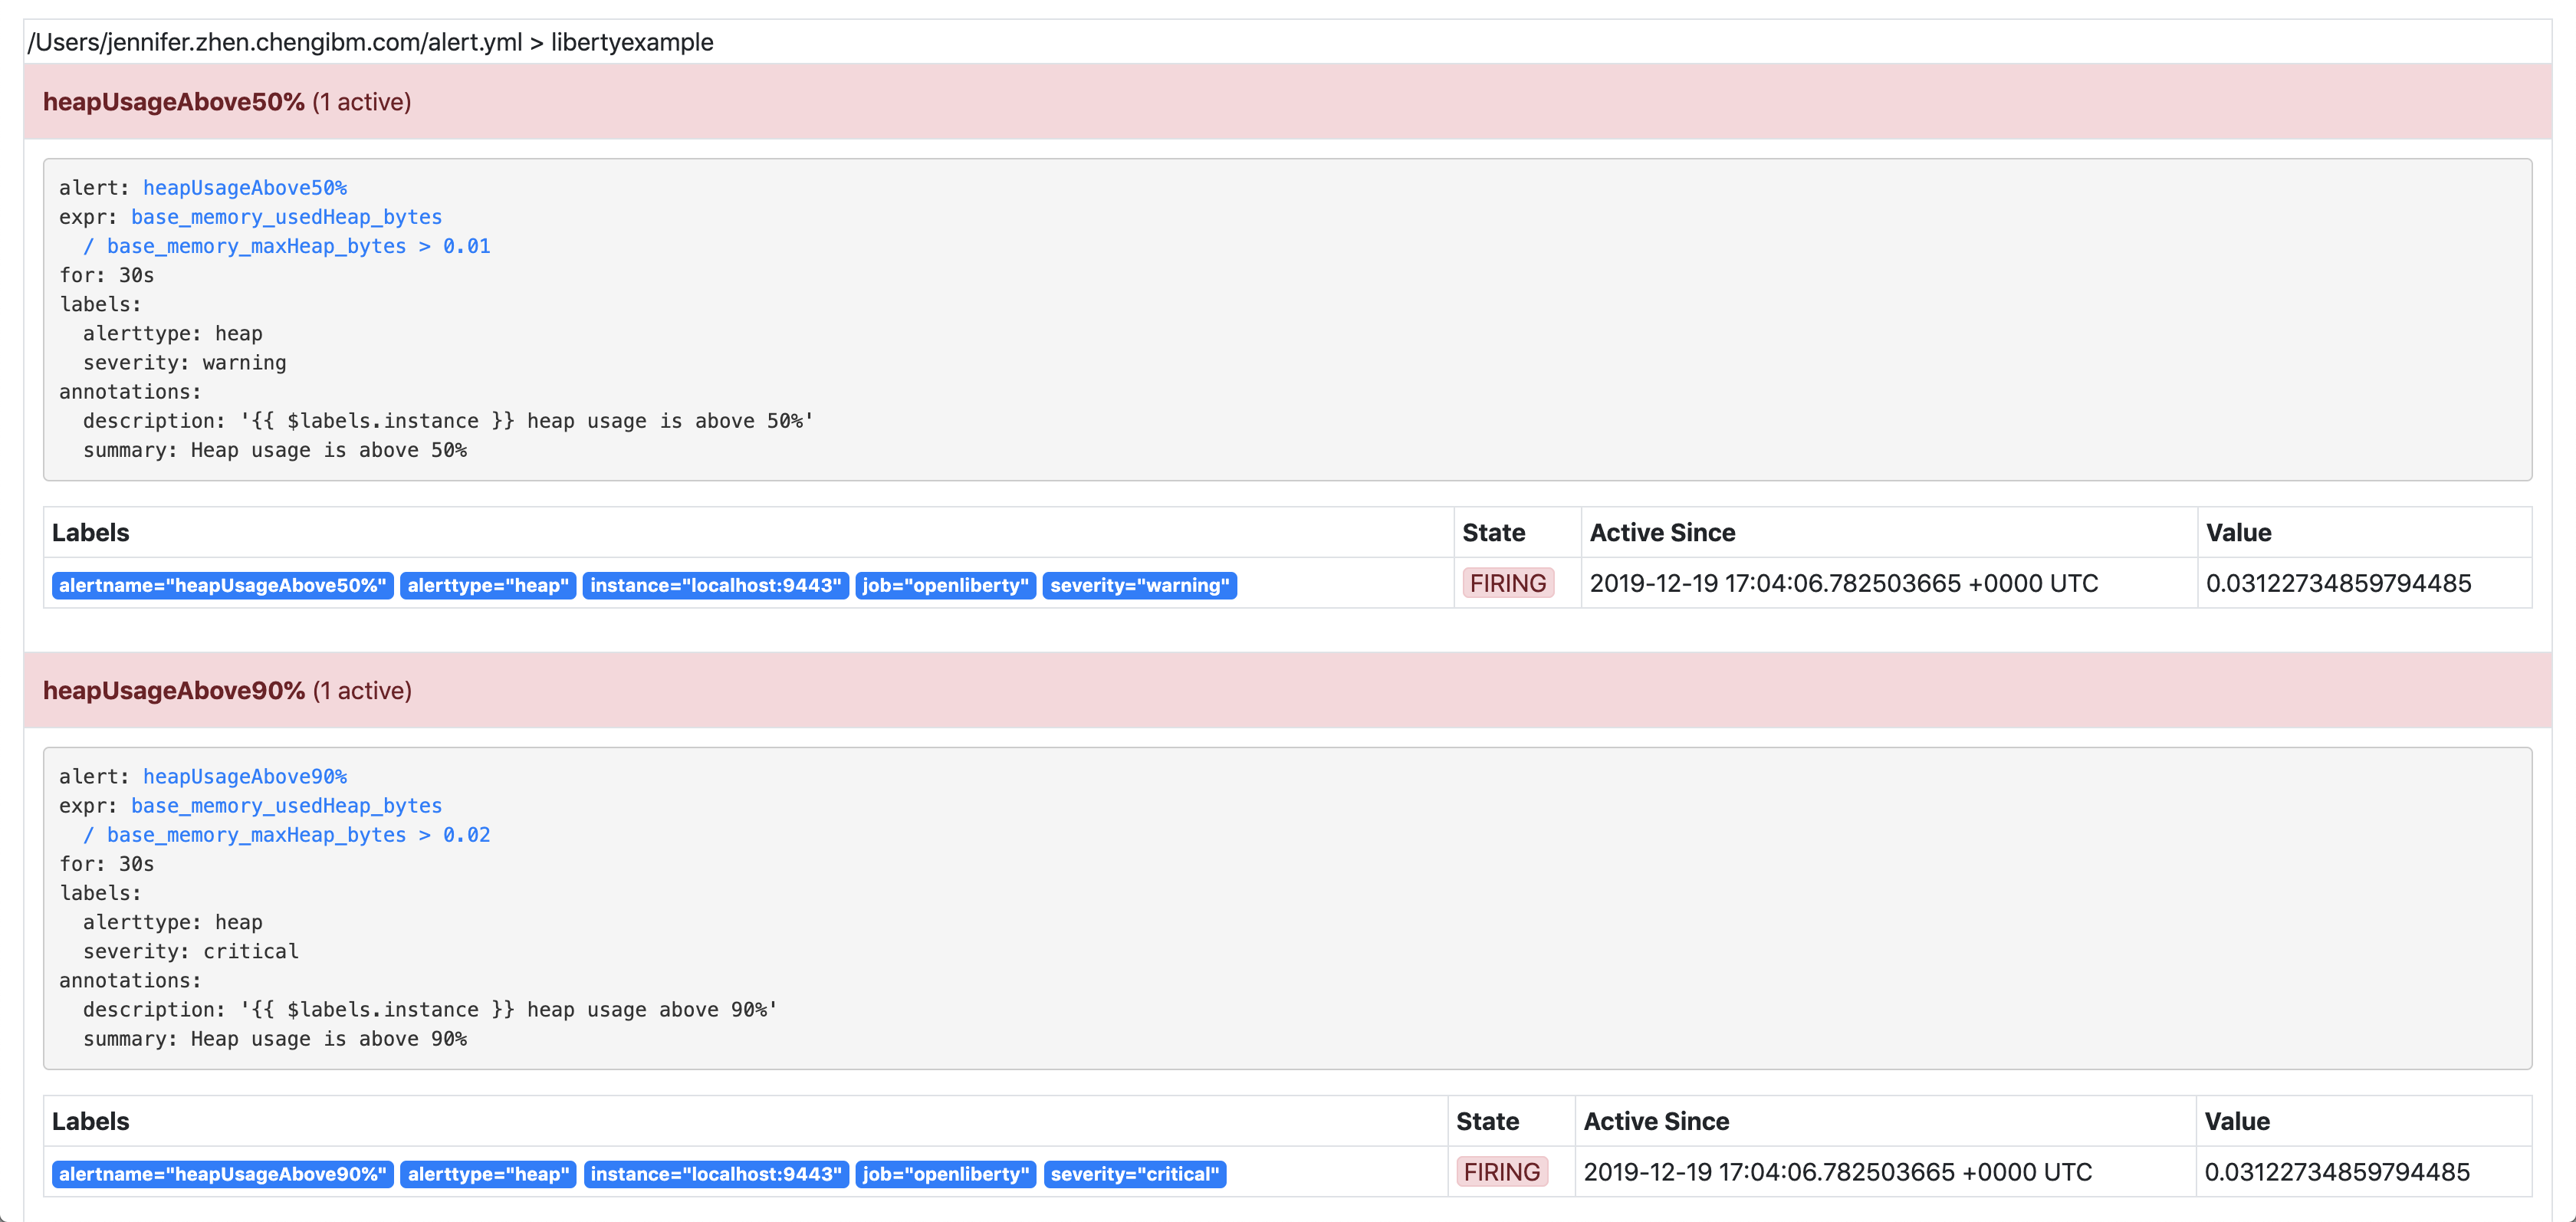 /Users/jennifer.zhen.chengibm.com/alert.yml > libertyexample
heapUsageAbove50% (1 active)
alert: heapUsageAbove50%
expr: base_memory_usedHeap_bytes
  / base_memory_maxHeap_bytes > 0.01
for: 30s
labels:
  alerttype: heap
  severity: warning
annotations:
  description: '{{ $labels.instance }} heap usage is above 50%'
  summary: Heap usage is above 50%
Labels State Active Since Value
alertname="heapUsageAbove50%" alerttype="heap" instance="localhost:9443" job="openliberty" severity="warning" FIRING 2019-12-19 17:04:06.782503665 +0000 UTC 0.03122734859794485
heapUsageAbove90% (1 active)
alert: heapUsageAbove90%
expr: base_memory_usedHeap_bytes
  / base_memory_maxHeap_bytes > 0.02
for: 30s
labels:
  alerttype: heap
  severity: critical
annotations:
  description: '{{ $labels.instance }} heap usage above 90%'
  summary: Heap usage is above 90%
Labels State Active Since Value
alertname="heapUsageAbove90%" alerttype="heap" instance="localhost:9443" job="openliberty" severity="critical" FIRING 2019-12-19 17:04:06.782503665 +0000 UTC 0.03122734859794485